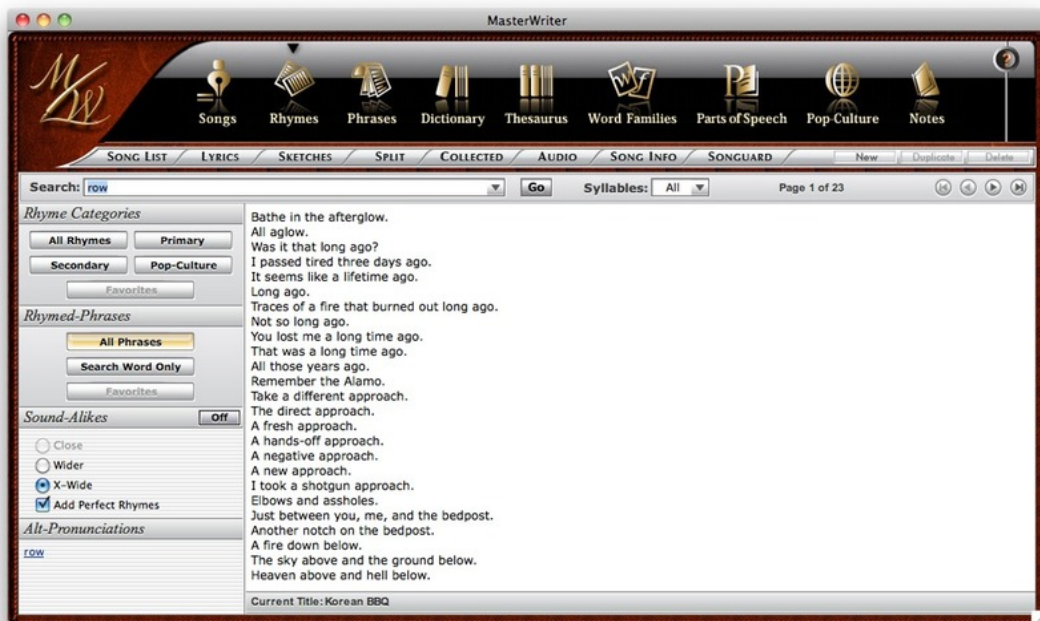 MasterWriter
MW
?
Songs Rhymes Phrases Dictionary Thesaurus Word Families Parts of Speech Pop-Culture Notes
SONG LIST / LYRICS / SKETCHES / SPLIT / COLLECTED / AUDIO / SONG INFO / SONGUARD / New Duplicate Delete
Search: row Go Syllables: All Page 1 of 23
Rhyme Categories
All Rhymes Primary
Secondary Pop-Culture
Favorites
Rhymed-Phrases
All Phrases
Search Word Only
Favorites
Sound-Alikes Off
Close
Wider
X-Wide
Add Perfect Rhymes
Alt-Pronunciations
row
Bathe in the afterglow.
All aglow.
Was it that long ago?
I passed tired three days ago.
It seems like a lifetime ago.
Long ago.
Traces of a fire that burned out long ago.
Not so long ago.
You lost me a long time ago.
That was a long time ago.
All those years ago.
Remember the Alamo.
Take a different approach.
The direct approach.
A fresh approach.
A hands-off approach.
A negative approach.
A new approach.
I took a shotgun approach.
Elbows and assholes.
Just between you, me, and the bedpost.
Another notch on the bedpost.
A fire down below.
The sky above and the ground below.
Heaven above and hell below.
Current Title: Korean BBQ